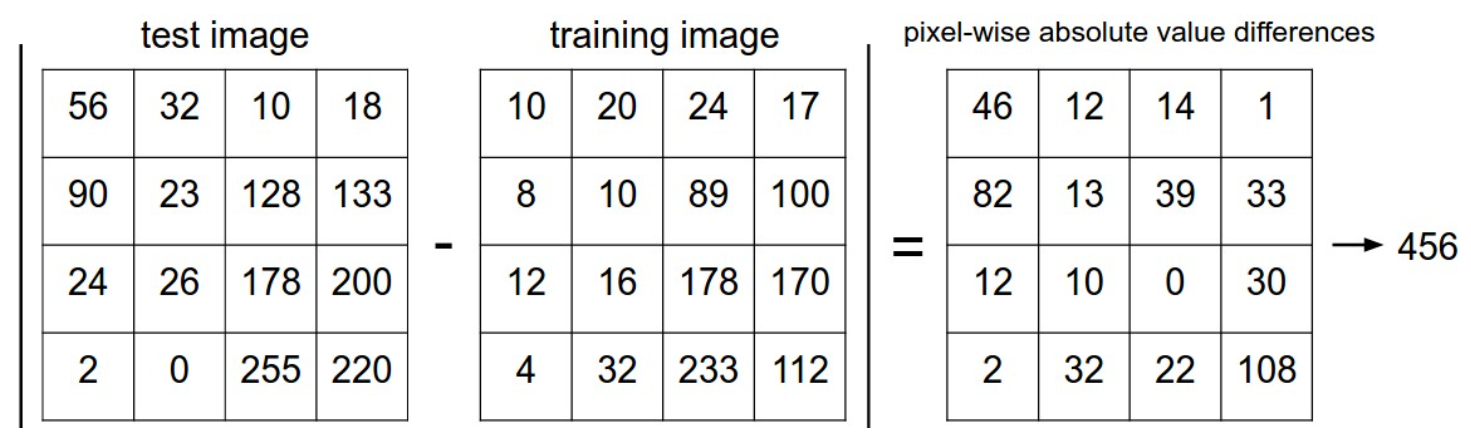 test image training image pixel-wise absolute value differences
56 32 10 18 10 20 24 17 46 12 14 1
90 23 128 133 8 10 89 100 82 13 39 33
- = → 456
24 26 178 200 12 16 178 170 12 10 0 30
2 0 255 220 4 32 233 112 2 32 22 108